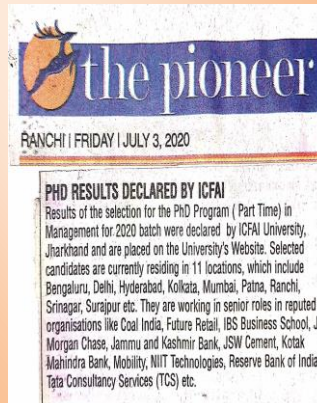 the pioneer
RANCHI I FRIDAY I JULY 3, 2020
PHD RESULTS DECLARED BY ICFAI
Results of the selection for the PhD Program ( Part Time) in
Management for 2020 batch were declared by ICFAI University,
Jharkhand and are placed on the University's Website. Selected
candidates are currently residing in 11 locations, which include
Bengaluru, Delhi, Hyderabad, Kolkata, Mumbai, Patna, Ranchi,
Srinagar, Surajpur etc. They are working in senior roles in reputed
organisations like Coal India, Future Retail, IBS Business School, J
Morgan Chase, Jammu and Kashmir Bank, JSW Cement, Kotak
Mahindra Bank, Mobility, NIIT Technologies, Reserve Bank of India
Tata Consultancy Services (TCS) etc.